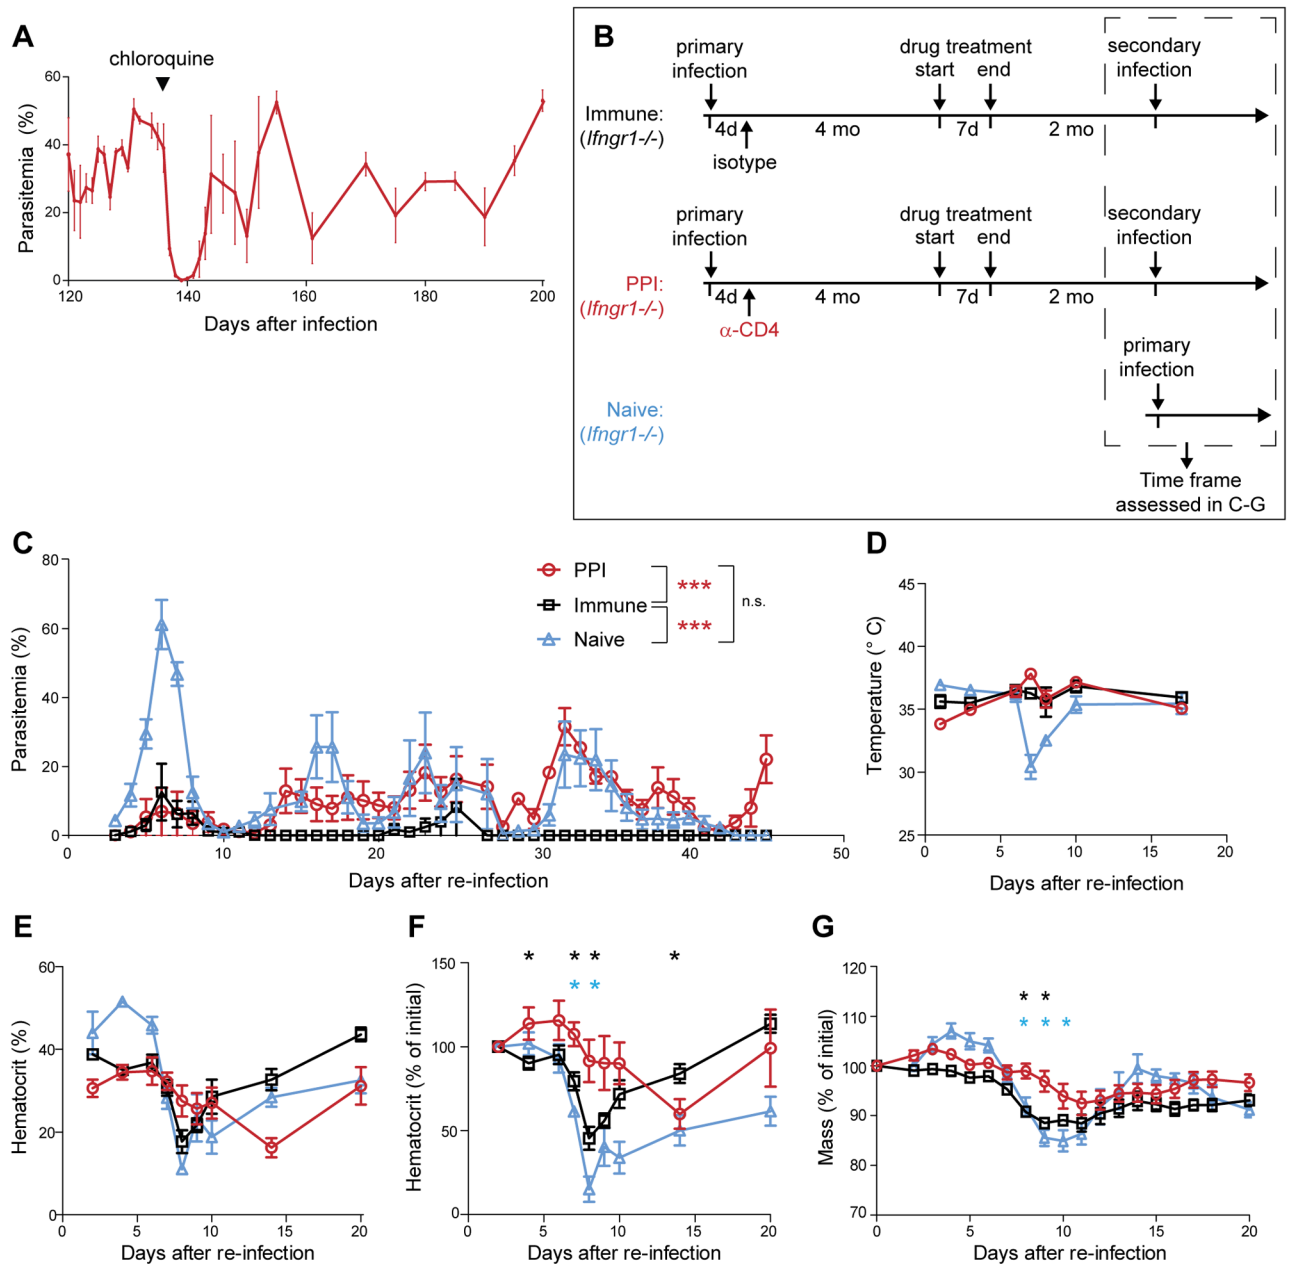 A
chloroquine
Parasitemia (%)
60
40
20
0
120
140
160
180
200
Days after infection
B
primary
infection
drug treatment
start
end
secondary
infection
Immune:
(Ifngr1-/-)
4d
4 mo
7d
2 mo
isotype
primary
infection
drug treatment
start
end
secondary
infection
PPI:
(Ifngr1-/-)
4d
4 mo
7d
2 mo
α-CD4
primary
infection
Naive:
(Ifngr1-/-)
Time frame
assessed in C-G
C
Parasitemia (%)
80
60
40
20
0
0
10
20
30
40
50
Days after re-infection
PPI
Immune
Naive
***
***
n.s.
D
Temperature (° C)
45
40
35
30
25
0
5
10
15
20
Days after re-infection
E
Hematocrit (%)
60
40
20
0
0
5
10
15
20
Days after re-infection
F
Hematocrit (% of initial)
150
100
50
0
0
5
10
15
20
* * * *
* *
Days after re-infection
G
Mass (% of initial)
120
110
100
90
80
70
0
5
10
15
20
* *
* * *
Days after re-infection